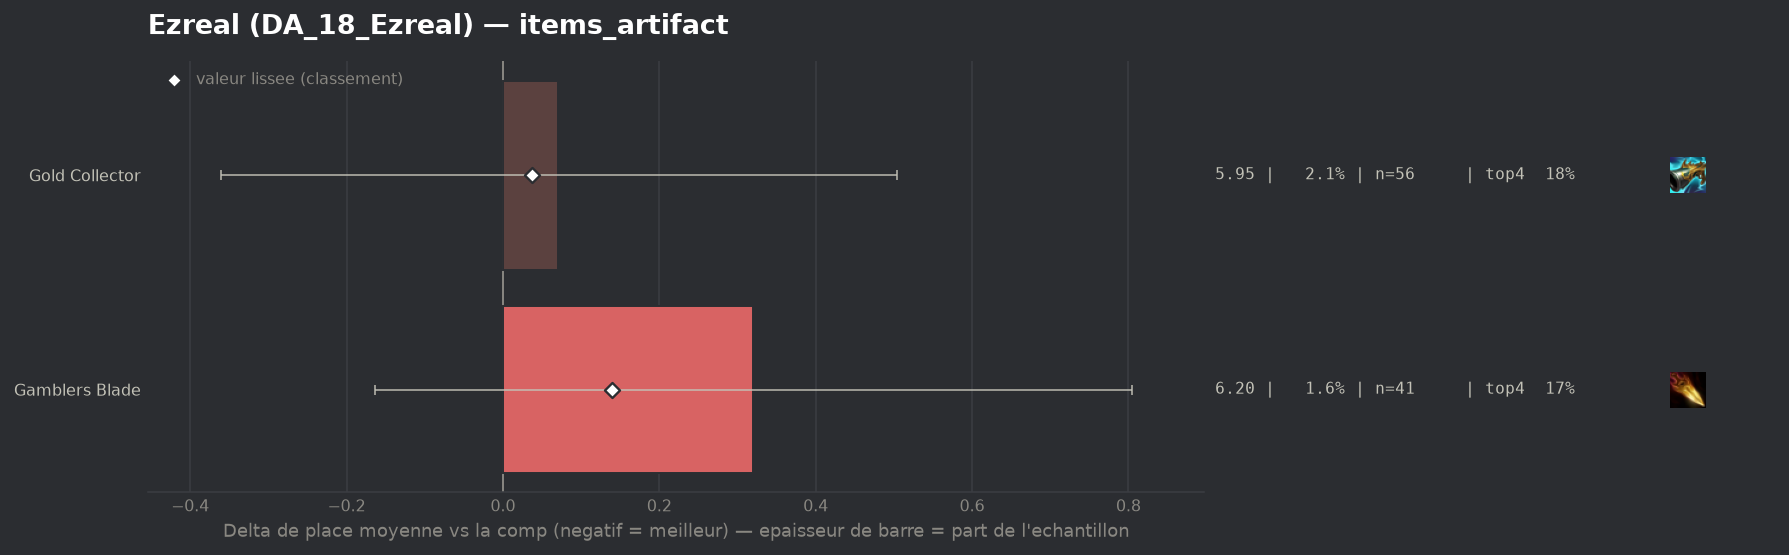 Ezreal (DA_18_Ezreal) — items_artifact
valeur lissee (classement)
Gold Collector
5.95 |   2.1% | n=56     | top4  18%
Gamblers Blade
6.20 |   1.6% | n=41     | top4  17%
−0.4 −0.2 0.0 0.2 0.4 0.6 0.8
Delta de place moyenne vs la comp (negatif = meilleur) — epaisseur de barre = part de l'echantillon